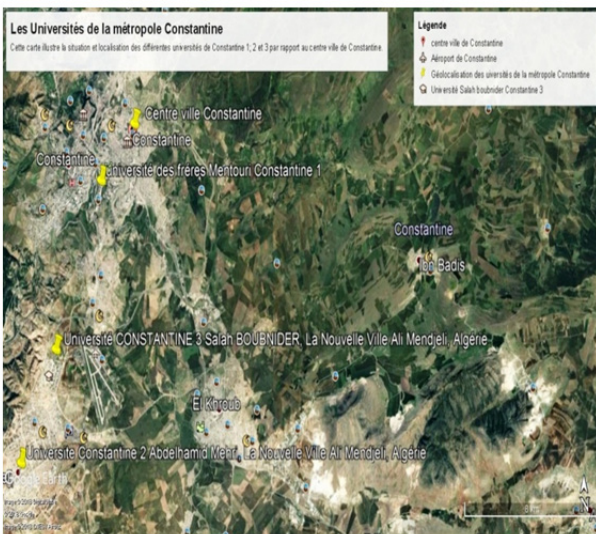 Les Universités de la métropole Constantine
Cette carte illustre la situation et localisation des différentes universités de Constantine 1, 2 et 3 par rapport au centre ville de Constantine.
Légende
centre ville de Constantine
Aéroport de Constantine
Géolocalisation des uiversités de la métropole Constantine
Université Salah boubnider Constantine 3
Centre ville Constantine
Constantine
Constantine
Université des freres Mentouri Constantine 1
Constantine
Ibn Badis
Université CONSTANTINE 3 Salah BOUBNIDER, La Nouvelle Ville Ali Mendjeli, Algérie
El Khroub
Université Constantine 2 Abdelhamid Mehri, La Nouvelle Ville Ali Mendjeli, Algérie
N